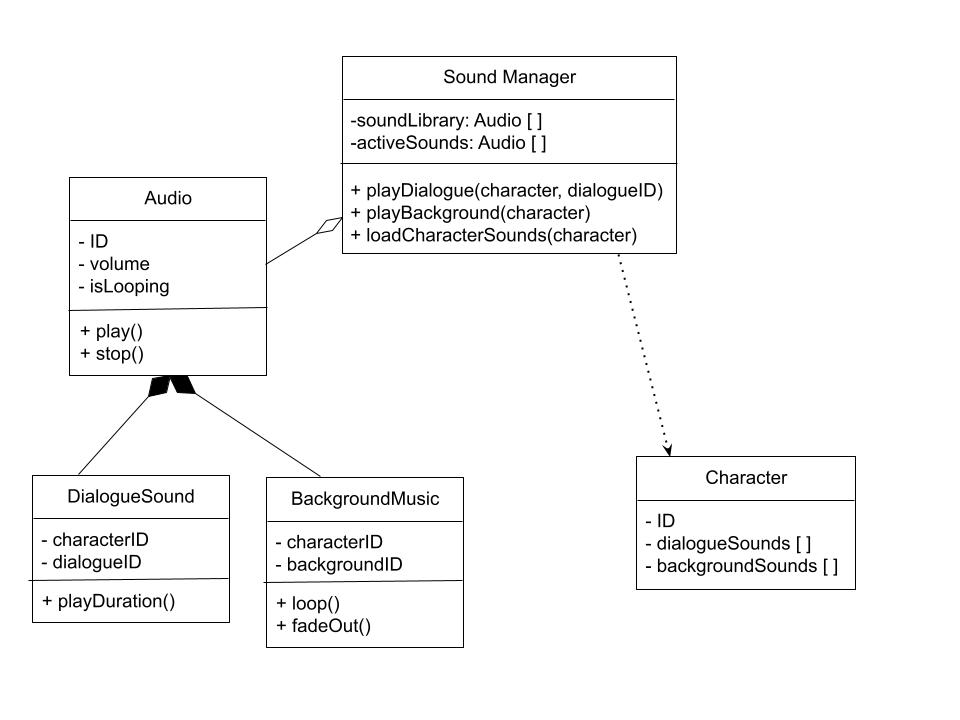 Sound Manager
-soundLibrary: Audio [ ]
-activeSounds: Audio [ ]
+ playDialogue(character, dialogueID)
+ playBackground(character)
+ loadCharacterSounds(character)
Audio
- ID
- volume
- isLooping
+ play()
+ stop()
DialogueSound
- characterID
- dialogueID
+ playDuration()
BackgroundMusic
- characterID
- backgroundID
+ loop()
+ fadeOut()
Character
- ID
- dialogueSounds [ ]
- backgroundSounds [ ]